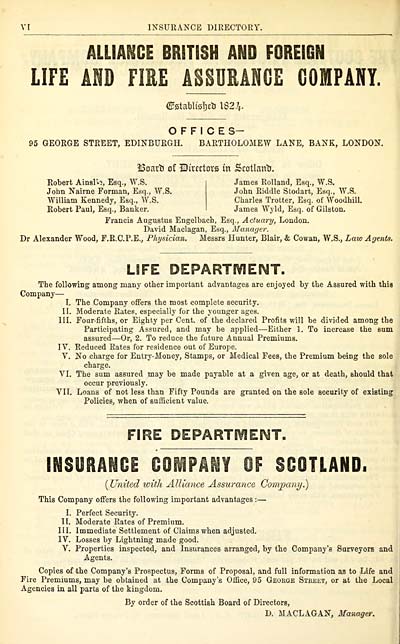 VI INSURANCE DIRECTORY.
ALLIANCE BRITISH AND FOREIGN
LIFE AND FIRE ASSURANCE COMPANY.
Established 1824.
OFFICES—
95 GEORGE STREET, EDINBURGH. BARTHOLOMEW LANE, BANK, LONDON.
Board of Directors in Scotland.
Robert Ainslie, Esq., W.S.
John Nairne Forman, Esq., W.S.
William Kennedy, Esq., W.S.
Robert Paul, Esq., Banker.
James Rolland, Esq., W.S.
John Riddle Stodart, Esq., W.S.
Charles Trotter, Esq. of Woodhill.
James Wyld, Esq. of Gilston.
Francis Augustus Engelbach, Esq., Actuary, London.
David Maclagan, Esq., Manager.
Dr Alexander Wood, F.R.C.P.E., Physician. Messrs Hunter, Blair, & Cowan, W.S., Law Agents.
LIFE DEPARTMENT.
The following among many other important advantages are enjoyed by the Assured with this
Company—
I. The Company offers the most complete security.
II. Moderate Rates, especially for the younger ages.
III. Four-fifths, or Eighty per Cent. of the declared Profits will be divided among the
Participating Assured, and may be applied—Either 1. To increase the sum
assured—Or, 2. To reduce the future Annual Premiums.
IV. Reduced Rates for residence out of Europe.
V. No charge for Entry-Money, Stamps, or Medical Fees, the Premium being the sole
charge.
VI. The sum assured may be made payable at a given age, or at death, should that
occur previously.
VII. Loans of not less than Fifty Pounds are granted on the sole security of existing
Policies, when of sufficient value.
FIRE DEPARTMENT.
INSURANCE COMPANY OF SCOTLAND.
(United with Alliance Assurance Company.)
This Company offers the following important advantages :—
I. Perfect Security.
II. Moderate Rates of Premium.
III. Immediate Settlement of Claims when adjusted.
IV. Losses by Lightning made good.
V. Properties inspected, and Insurances arranged, by the Company's Surveyors and
Agents.
Copies of the Company's Prospectus, Forms of Proposal, and full information as to Life and
Fire Premiums, may be obtained at the Company's Office, 95 GEORGE STREET, or at the Local
Agencies in all parts of the kingdom.
By order of the Scottish Board of Directors,
D. MACLAGAN, Manager.